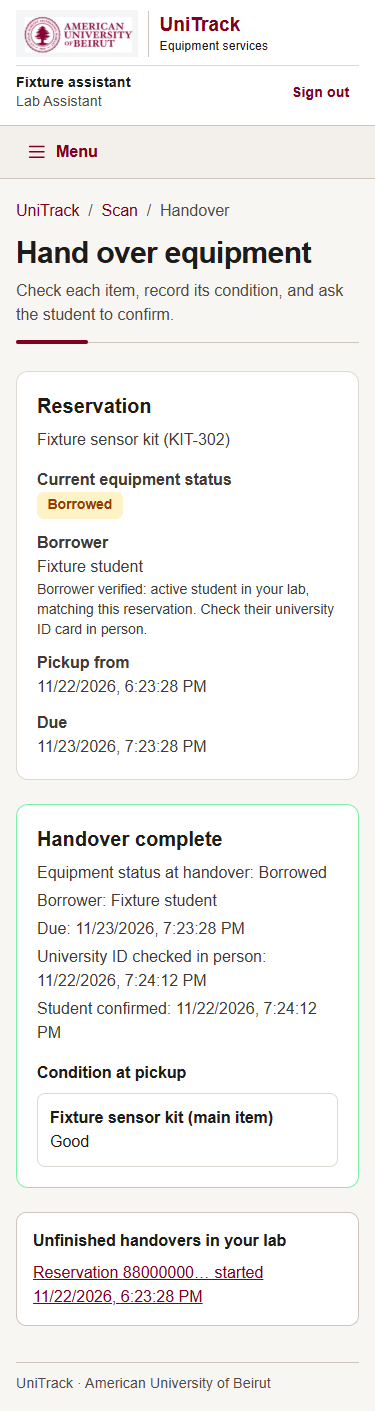 AMERICAN
UNIVERSITY
OF BEIRUT
UniTrack
Equipment services
Fixture assistant
Lab Assistant
Sign out
Menu
UniTrack / Scan / Handover
Hand over equipment
Check each item, record its condition, and ask
the student to confirm.
Reservation
Fixture sensor kit (KIT-302)
Current equipment status
Borrowed
Borrower
Fixture student
Borrower verified: active student in your lab,
matching this reservation. Check their university
ID card in person.
Pickup from
11/22/2026, 6:23:28 PM
Due
11/23/2026, 7:23:28 PM
Handover complete
Equipment status at handover: Borrowed
Borrower: Fixture student
Due: 11/23/2026, 7:23:28 PM
University ID checked in person:
11/22/2026, 7:24:12 PM
Student confirmed: 11/22/2026, 7:24:12
PM
Condition at pickup
Fixture sensor kit (main item)
Good
Unfinished handovers in your lab
Reservation 88000000… started
11/22/2026, 6:23:28 PM
UniTrack · American University of Beirut